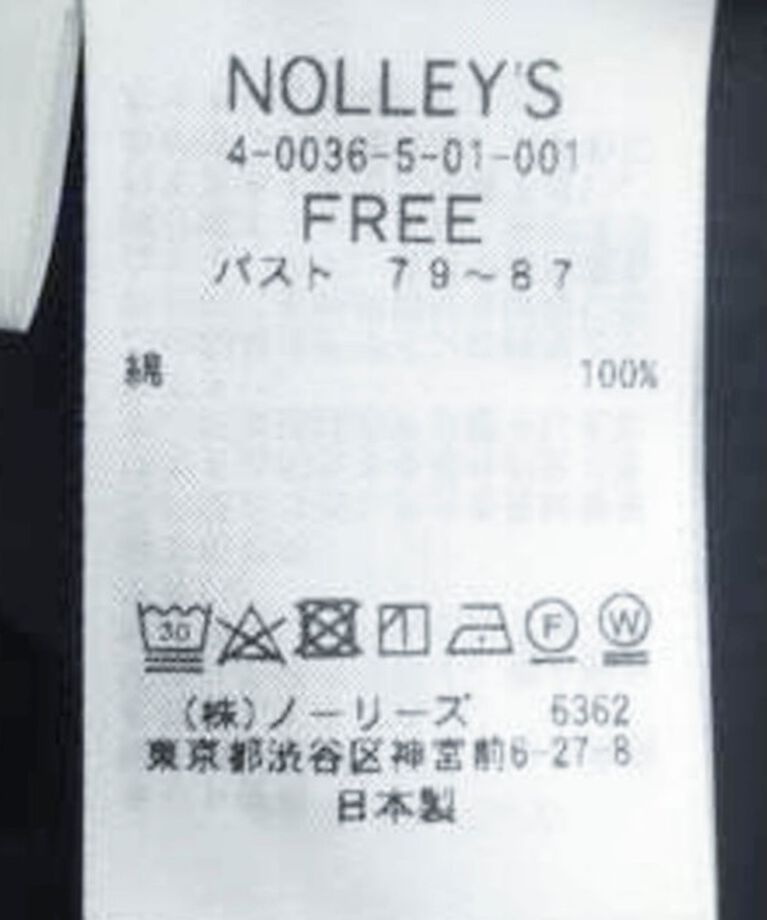 NOLLEY'S
4-0036-5-01-001
FREE
バスト 79~87
綿 100%
30
F
W
(株)ノーリーズ 6362
東京都渋谷区神宮前6-27-8
日本製